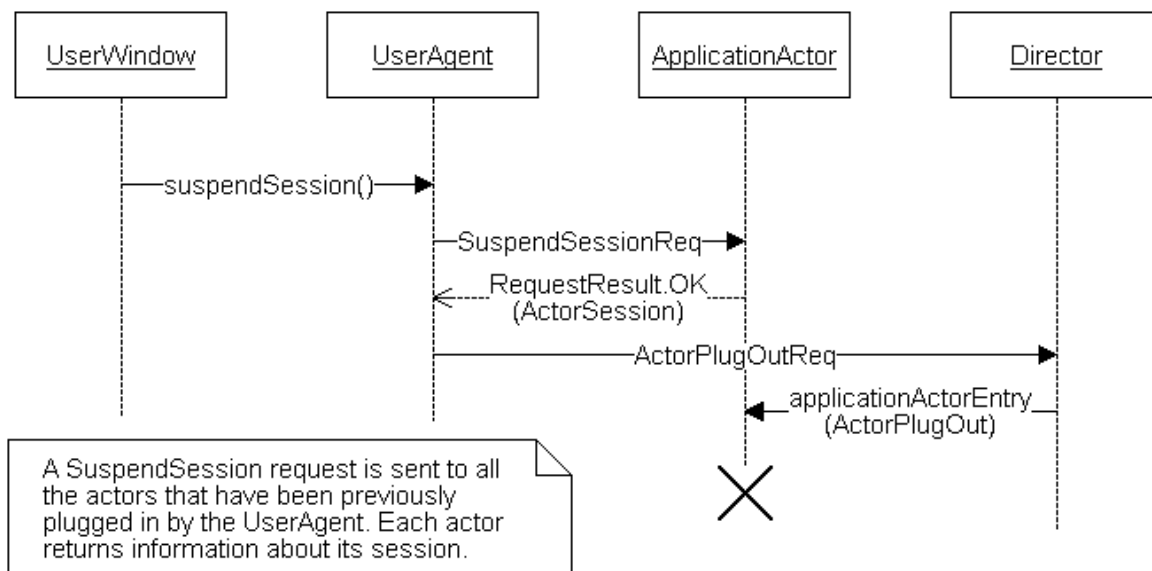 UserWindow
UserAgent
ApplicationActor
Director
suspendSession()
SuspendSessionReq
RequestResult.OK
(ActorSession)
ActorPlugOutReq
applicationActorEntry
(ActorPlugOut)
A SuspendSession request is sent to all
the actors that have been previously
plugged in by the UserAgent. Each actor
returns information about its session.